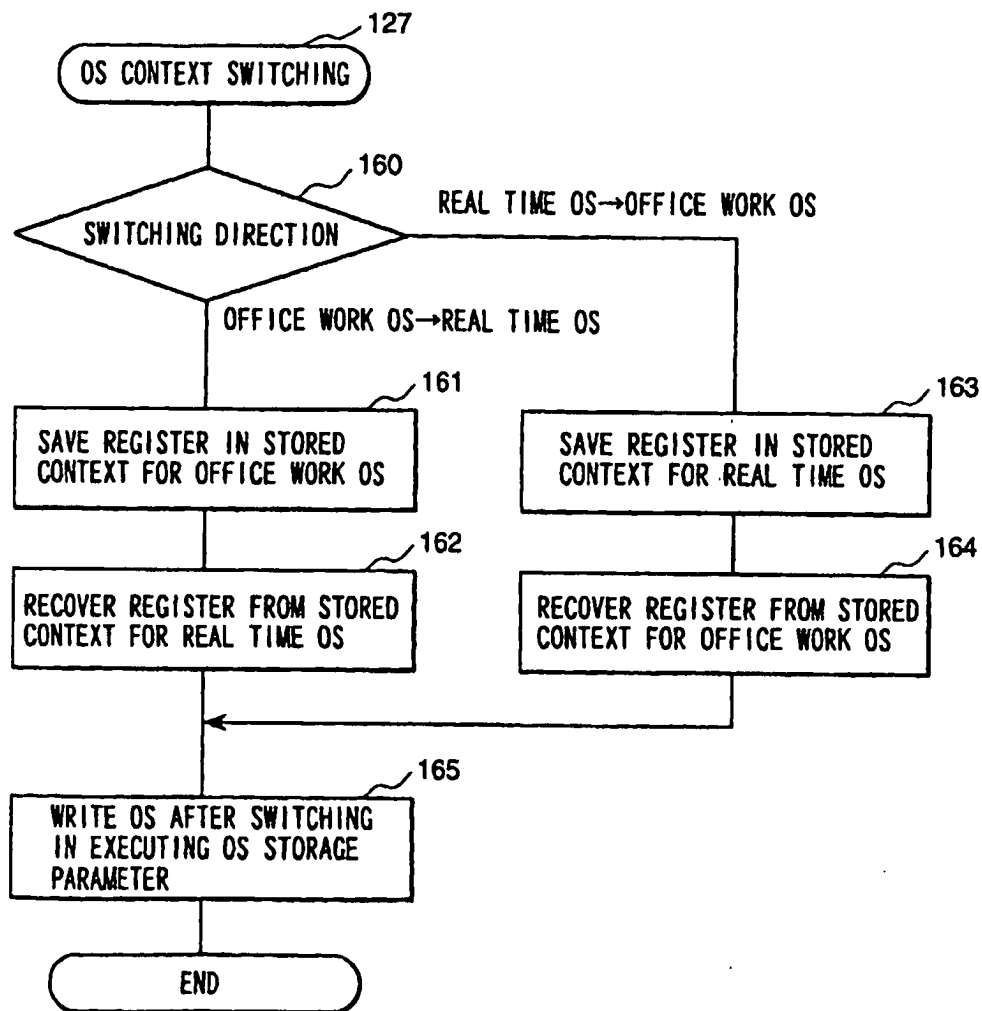 127
OS CONTEXT SWITCHING
160
SWITCHING DIRECTION
REAL TIME OS→OFFICE WORK OS
OFFICE WORK OS→REAL TIME OS
161
SAVE REGISTER IN STORED
CONTEXT FOR OFFICE WORK OS
163
SAVE REGISTER IN STORED
CONTEXT FOR REAL TIME OS
162
RECOVER REGISTER FROM STORED
CONTEXT FOR REAL TIME OS
164
RECOVER REGISTER FROM STORED
CONTEXT FOR OFFICE WORK OS
165
WRITE OS AFTER SWITCHING
IN EXECUTING OS STORAGE
PARAMETER
END